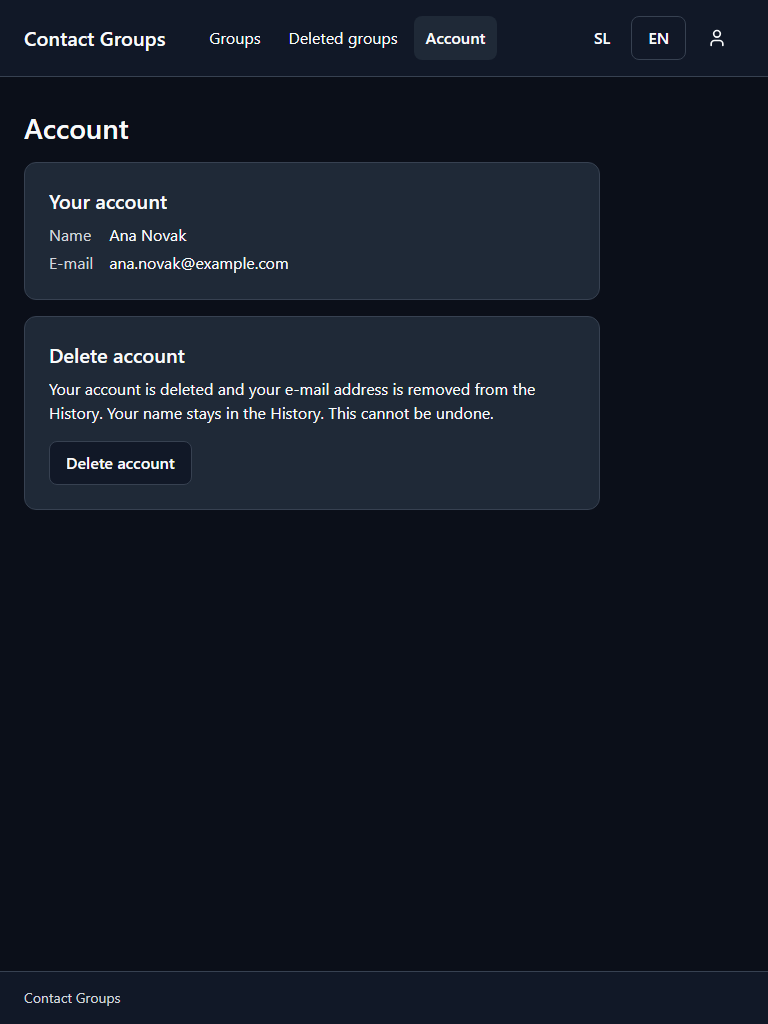 Contact Groups Groups Deleted groups Account SL EN
Account
Your account
Name Ana Novak
E-mail ana.novak@example.com
Delete account
Your account is deleted and your e-mail address is removed from the
History. Your name stays in the History. This cannot be undone.
Delete account
Contact Groups